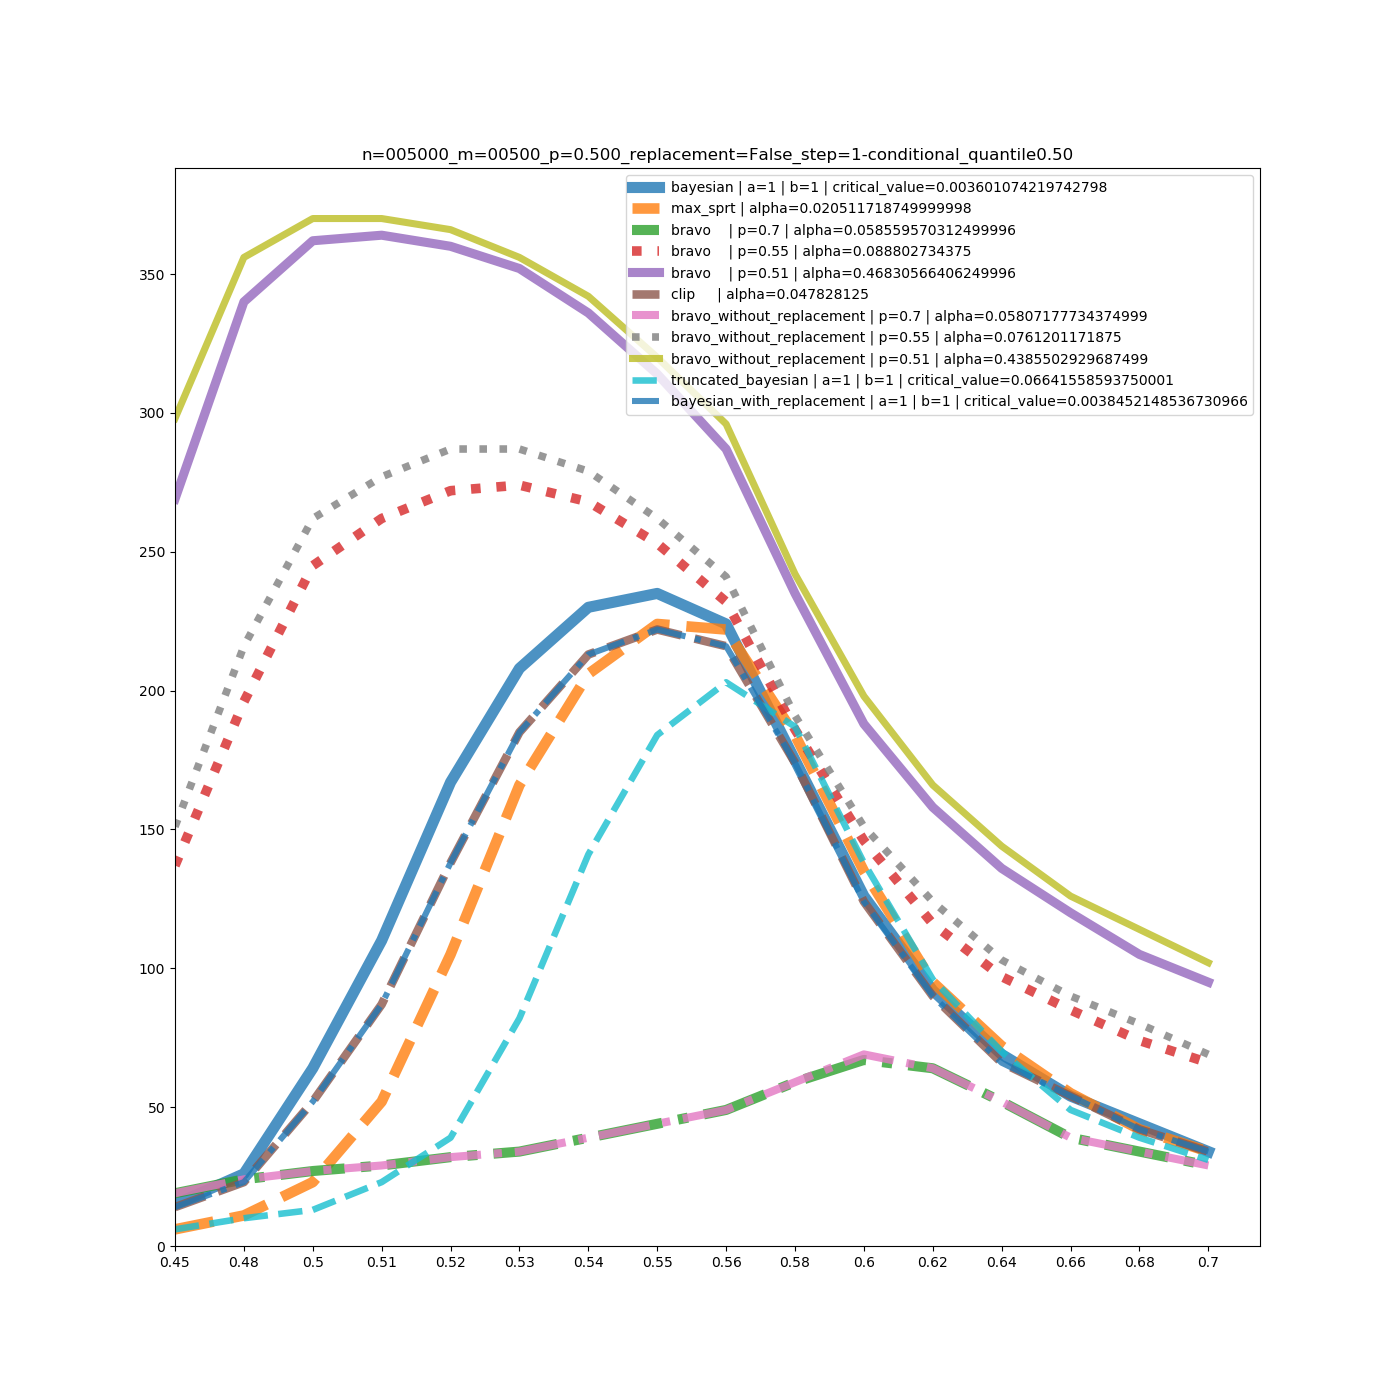 n=005000_m=00500_p=0.500_replacement=False_step=1-conditional_quantile0.50
bayesian | a=1 | b=1 | critical_value=0.003601074219742798
max_sprt | alpha=0.020511718749999998
bravo    | p=0.7 | alpha=0.058559570312499996
bravo    | p=0.55 | alpha=0.088802734375
bravo    | p=0.51 | alpha=0.46830566406249996
clip     | alpha=0.047828125
bravo_without_replacement | p=0.7 | alpha=0.05807177734374999
bravo_without_replacement | p=0.55 | alpha=0.0761201171875
bravo_without_replacement | p=0.51 | alpha=0.4385502929687499
truncated_bayesian | a=1 | b=1 | critical_value=0.06641558593750001
bayesian_with_replacement | a=1 | b=1 | critical_value=0.0038452148536730966
350
300
250
200
150
100
50
0
0.45 0.48 0.5 0.51 0.52 0.53 0.54 0.55 0.56 0.58 0.6 0.62 0.64 0.66 0.68 0.7